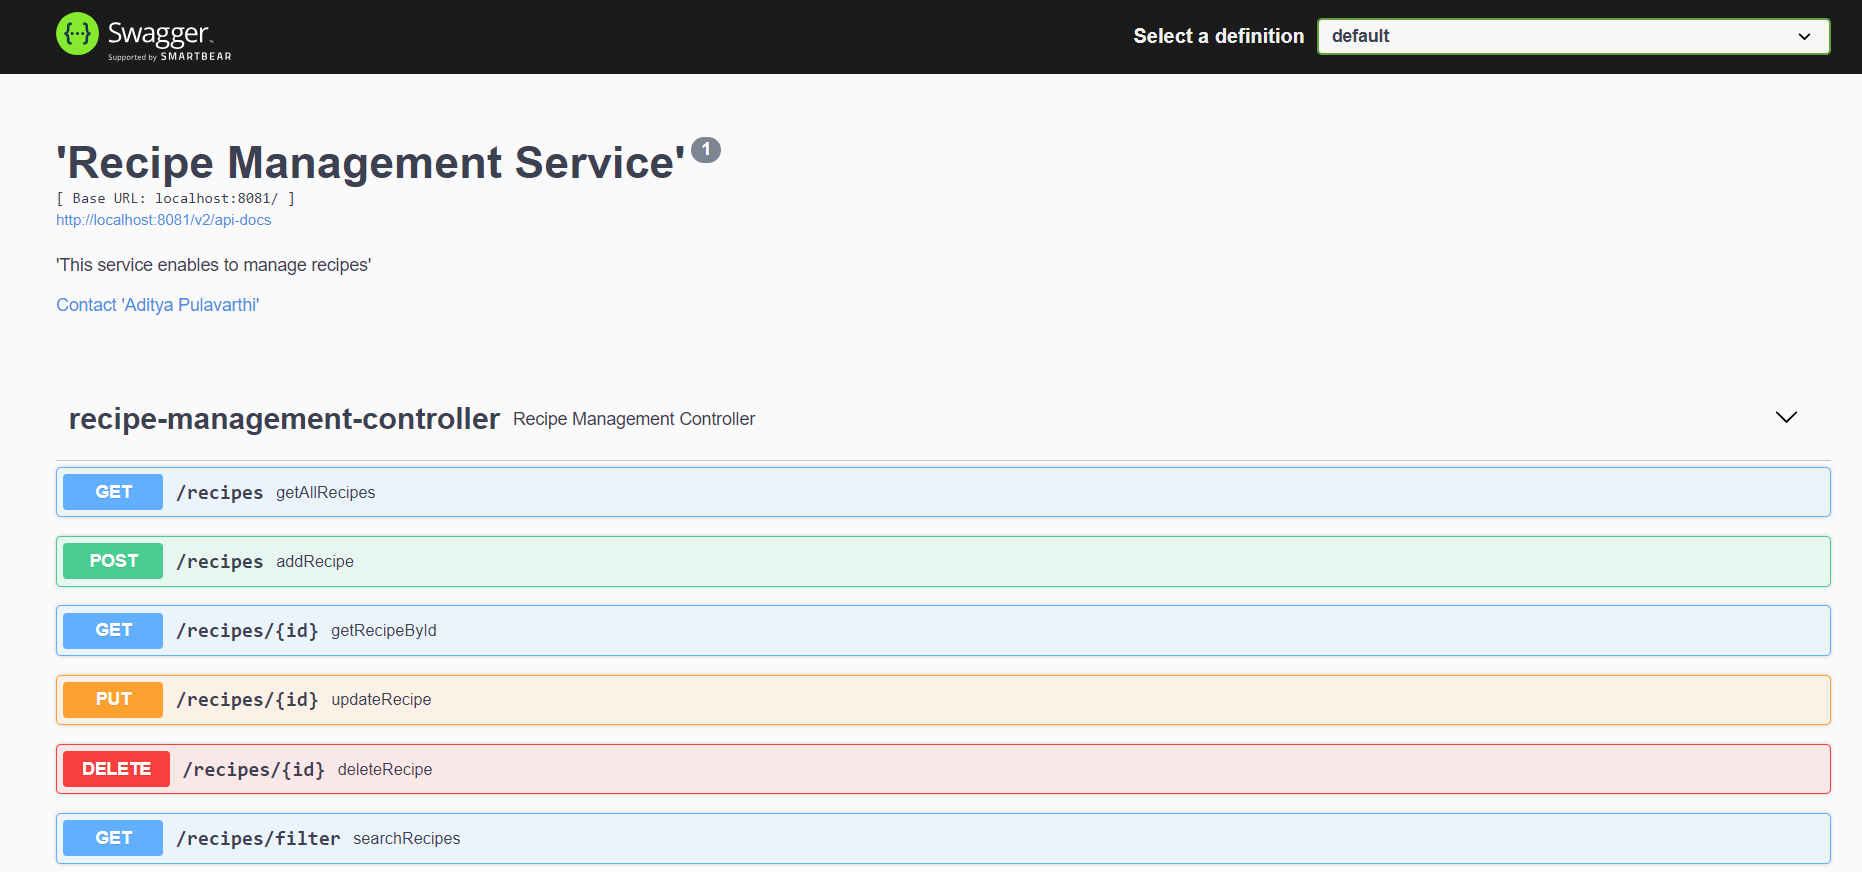 {···} Swagger™
Supported by SMARTBEAR
Select a definition default
'Recipe Management Service' 1
[ Base URL: localhost:8081/ ]
http://localhost:8081/v2/api-docs
'This service enables to manage recipes'
Contact 'Aditya Pulavarthi'
recipe-management-controller Recipe Management Controller
GET /recipes getAllRecipes
POST /recipes addRecipe
GET /recipes/{id} getRecipeById
PUT /recipes/{id} updateRecipe
DELETE /recipes/{id} deleteRecipe
GET /recipes/filter searchRecipes